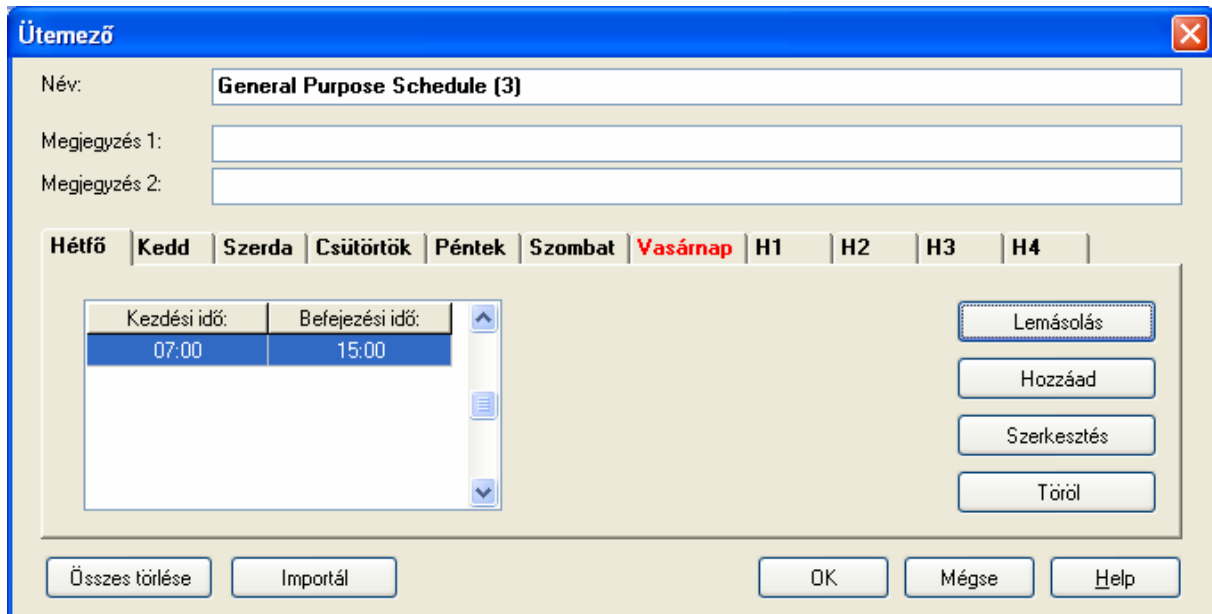 Ütemező
Név: General Purpose Schedule (3)
Megjegyzés 1:
Megjegyzés 2:
Hétfő Kedd Szerda Csütörtök Péntek Szombat Vasárnap H1 H2 H3 H4
Kezdési idő: Befejezési idő:
07:00 15:00
Lemásolás
Hozzáad
Szerkesztés
Töröl
Összes törlése Importál OK Mégse Help